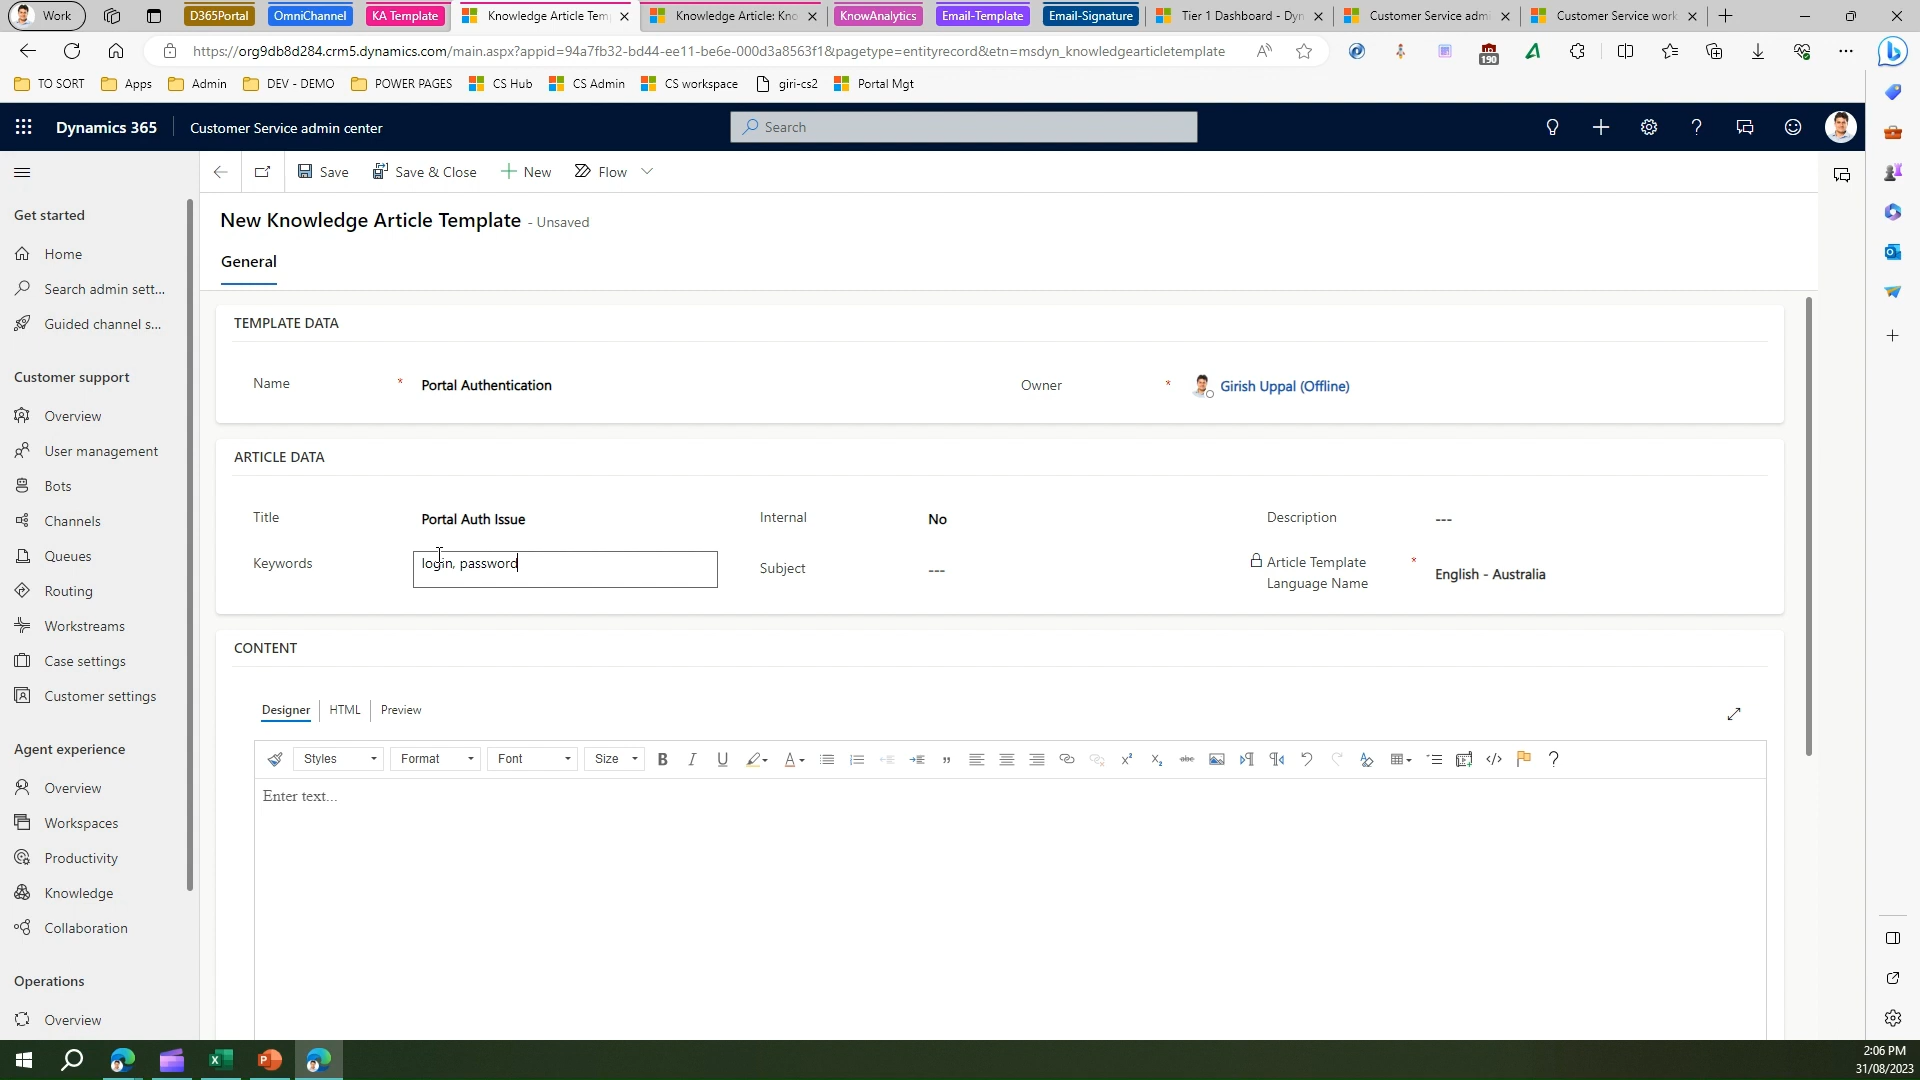 Work
D365Portal
OmniChannel
KA Template
Knowledge Article Tem
Knowledge Article: Kno
KnowAnalytics
Email-Template
Email-Signature
Tier 1 Dashboard - Dyn
Customer Service adm
Customer Service work
https://org9db8d284.crm5.dynamics.com/main.aspx?appid=94a7fb32-bd44-ee11-be6e-000d3a8563f1&pagetype=entityrecord&etn=msdyn_knowledgearticletemplate
190
TO SORT
Apps
Admin
DEV - DEMO
POWER PAGES
CS Hub
CS Admin
CS workspace
giri-cs2
Portal Mgt
Dynamics 365
Customer Service admin center
Search
Save
Save & Close
New
Flow
Get started
Home
Search admin sett...
Guided channel s...
Customer support
Overview
User management
Bots
Channels
Queues
Routing
Workstreams
Case settings
Customer settings
Agent experience
Overview
Workspaces
Productivity
Knowledge
Collaboration
Operations
Overview
New Knowledge Article Template - Unsaved
General
TEMPLATE DATA
Name * Portal Authentication
Owner * Girish Uppal (Offline)
ARTICLE DATA
Title Portal Auth Issue
Internal No
Description ---
Keywords login, password
Subject ---
Article Template Language Name * English - Australia
CONTENT
Designer HTML Preview
Styles Format Font Size
Enter text...
2:06 PM
31/08/2023